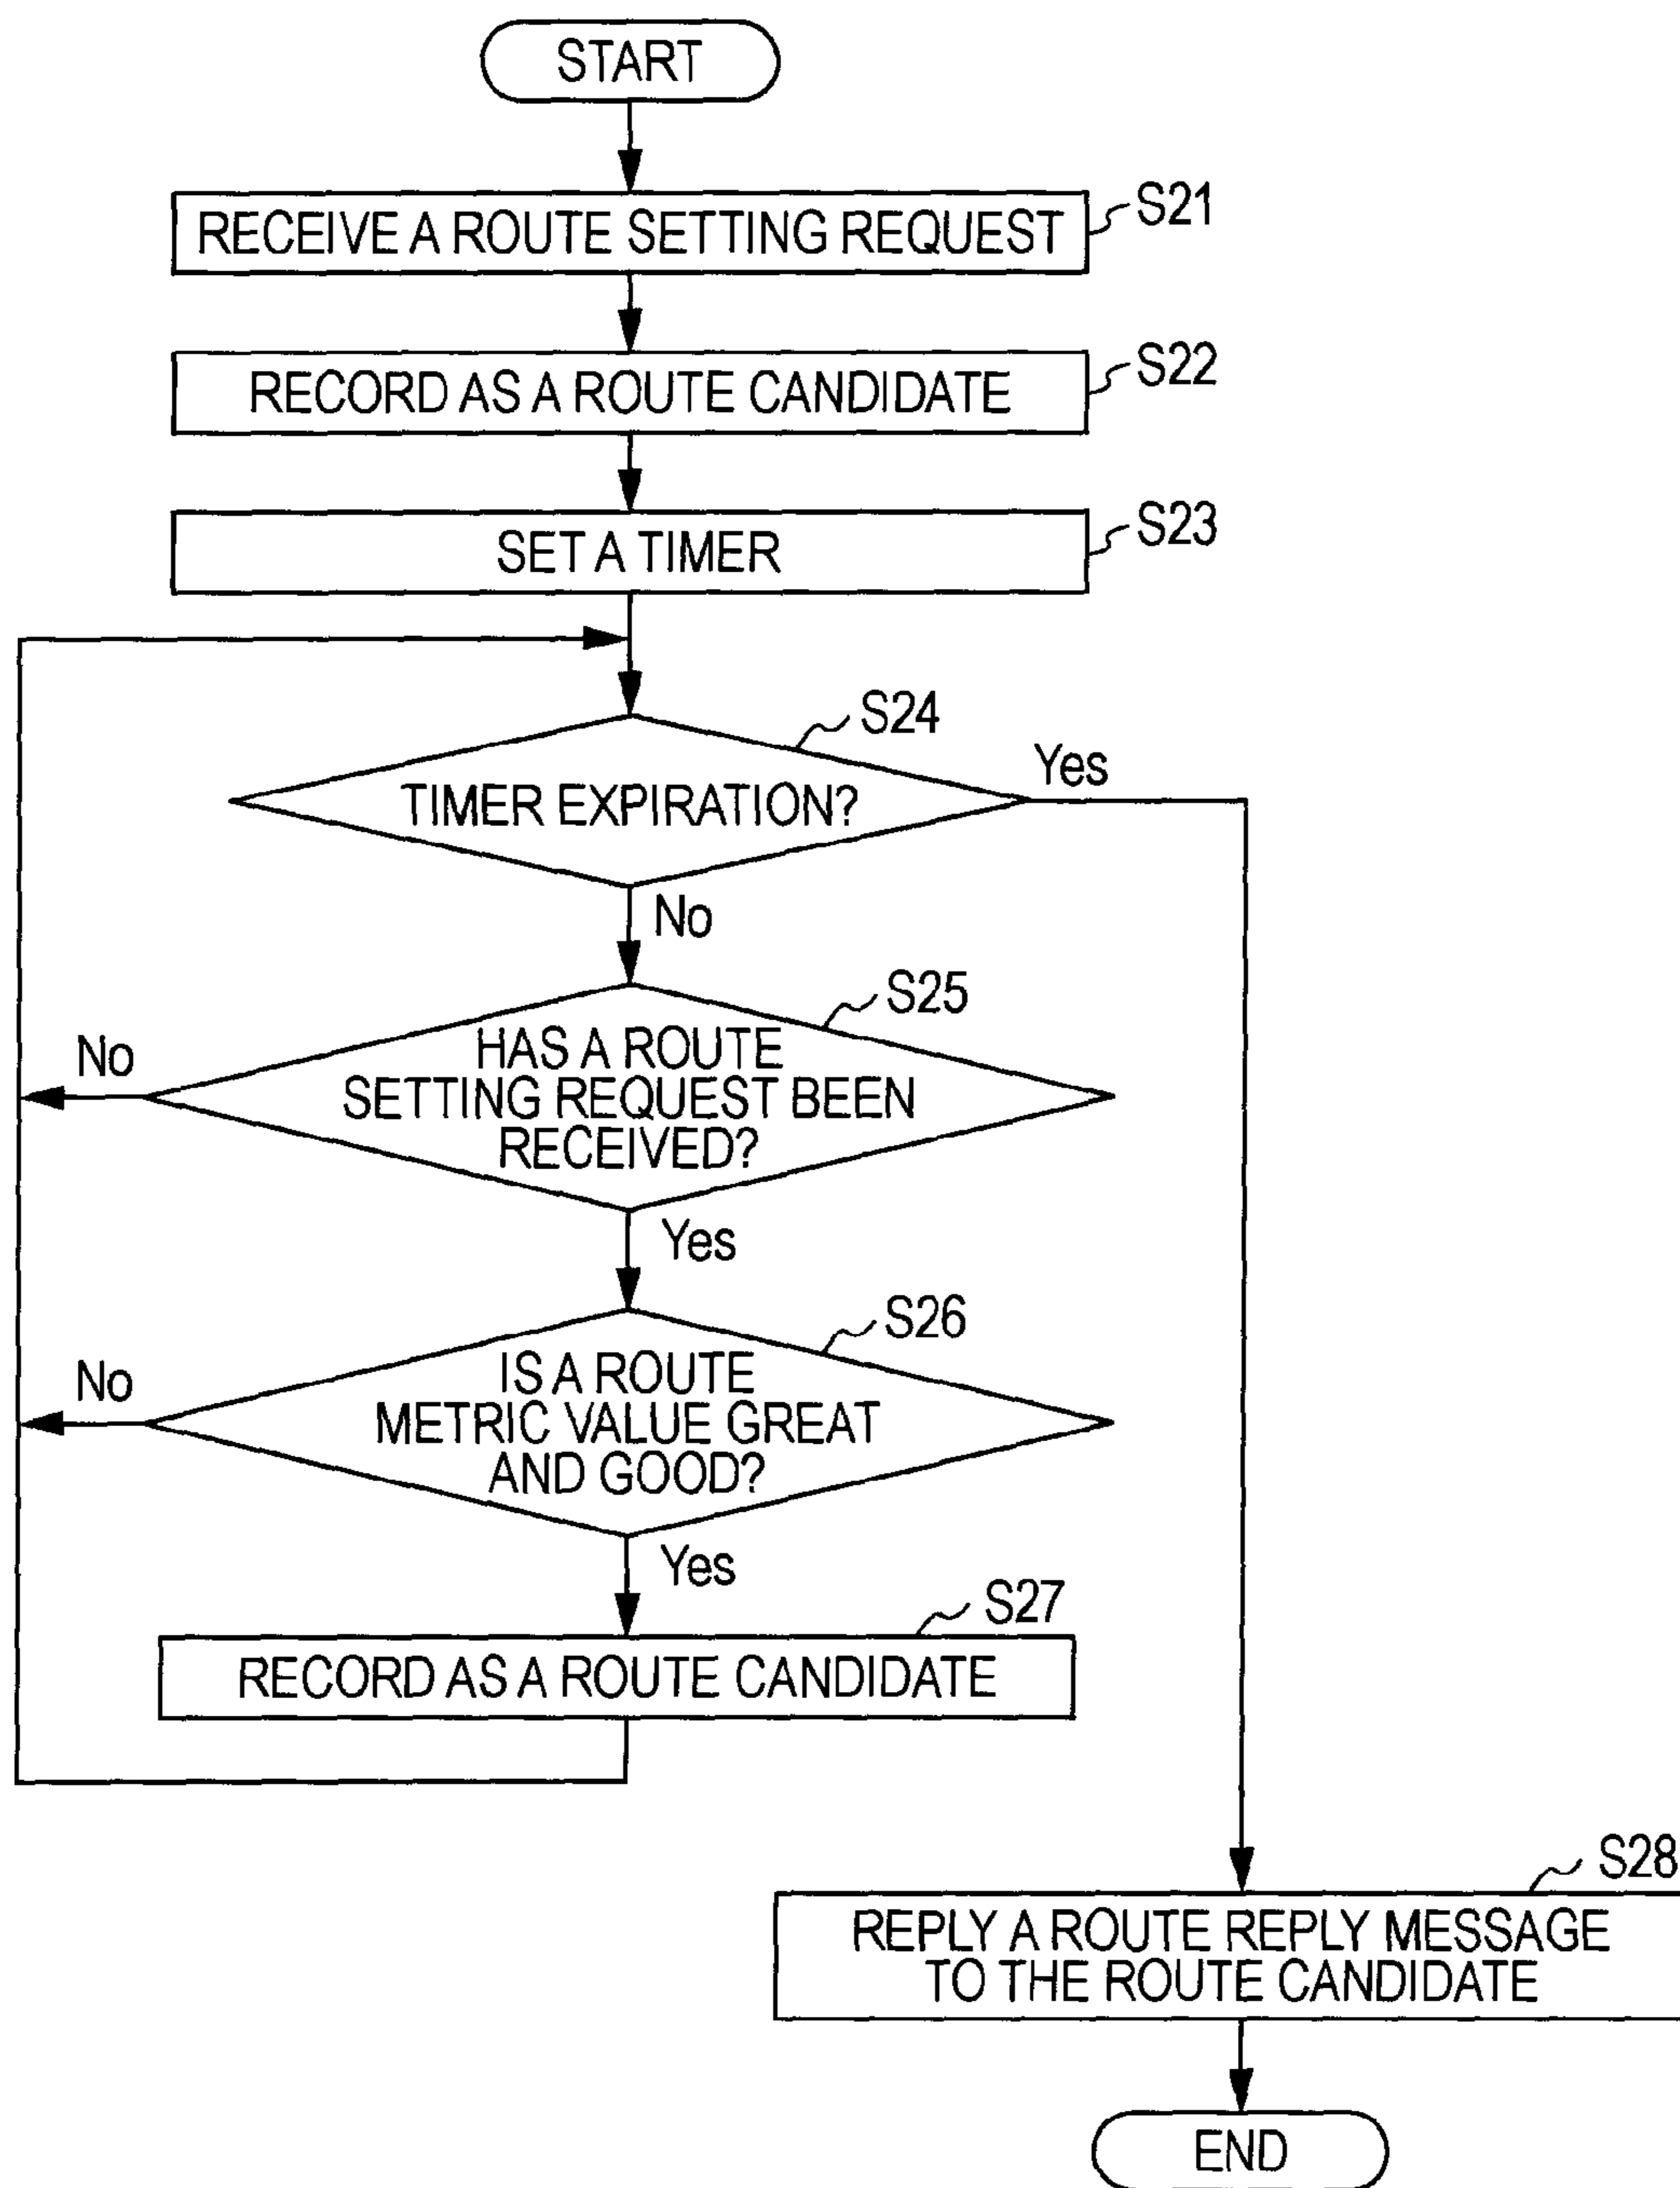 START
RECEIVE A ROUTE SETTING REQUEST
S21
RECORD AS A ROUTE CANDIDATE
S22
SET A TIMER
S23
S24
TIMER EXPIRATION?
Yes
No
S25
HAS A ROUTE
SETTING REQUEST BEEN
RECEIVED?
No
Yes
S26
IS A ROUTE
METRIC VALUE GREAT
AND GOOD?
No
Yes
S27
RECORD AS A ROUTE CANDIDATE
S28
REPLY A ROUTE REPLY MESSAGE
TO THE ROUTE CANDIDATE
END